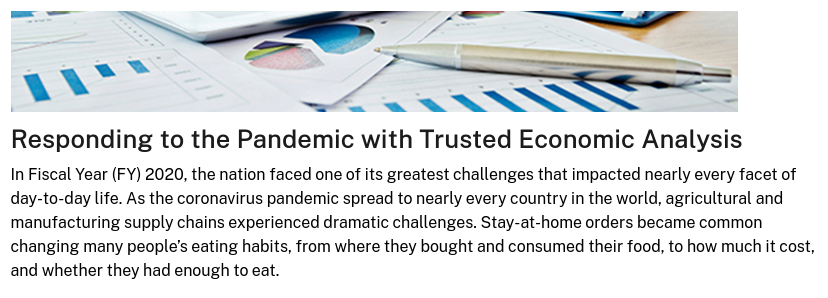 Responding to the Pandemic with Trusted Economic Analysis
In Fiscal Year (FY) 2020, the nation faced one of its greatest challenges that impacted nearly every facet of
day-to-day life. As the coronavirus pandemic spread to nearly every country in the world, agricultural and
manufacturing supply chains experienced dramatic challenges. Stay-at-home orders became common
changing many people’s eating habits, from where they bought and consumed their food, to how much it cost,
and whether they had enough to eat.